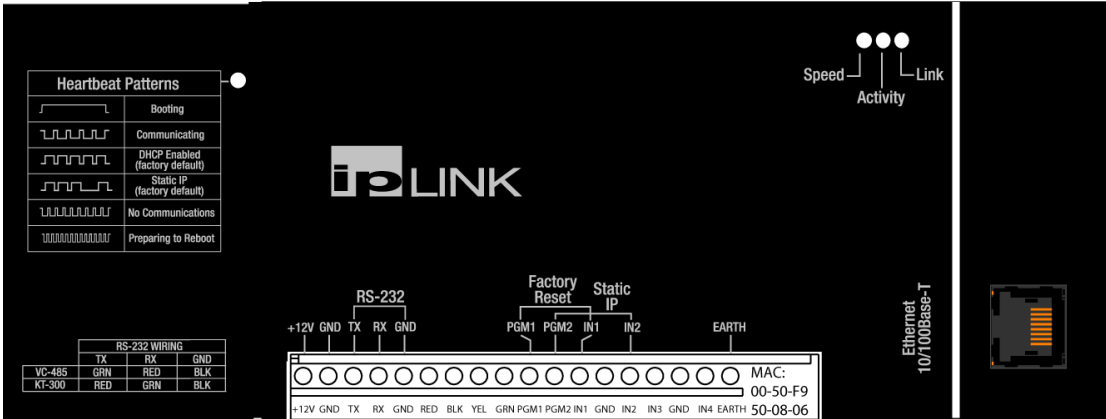 Heartbeat Patterns
Booting
Communicating
DHCP Enabled
(factory default)
Static IP
(factory default)
No Communications
Preparing to Reboot
Speed
Link
Activity
ipLINK
RS-232
Factory
Reset
Static
IP
+12V GND TX RX GND PGM1 PGM2 IN1 IN2 EARTH
Ethernet
10/100Base-T
RS-232 WIRING
TX RX GND
VC-485 GRN RED BLK
KT-300 RED GRN BLK
MAC:
00-50-F9
50-08-06
+12V GND TX RX GND RED BLK YEL GRN PGM1 PGM2 IN1 GND IN2 IN3 GND IN4 EARTH